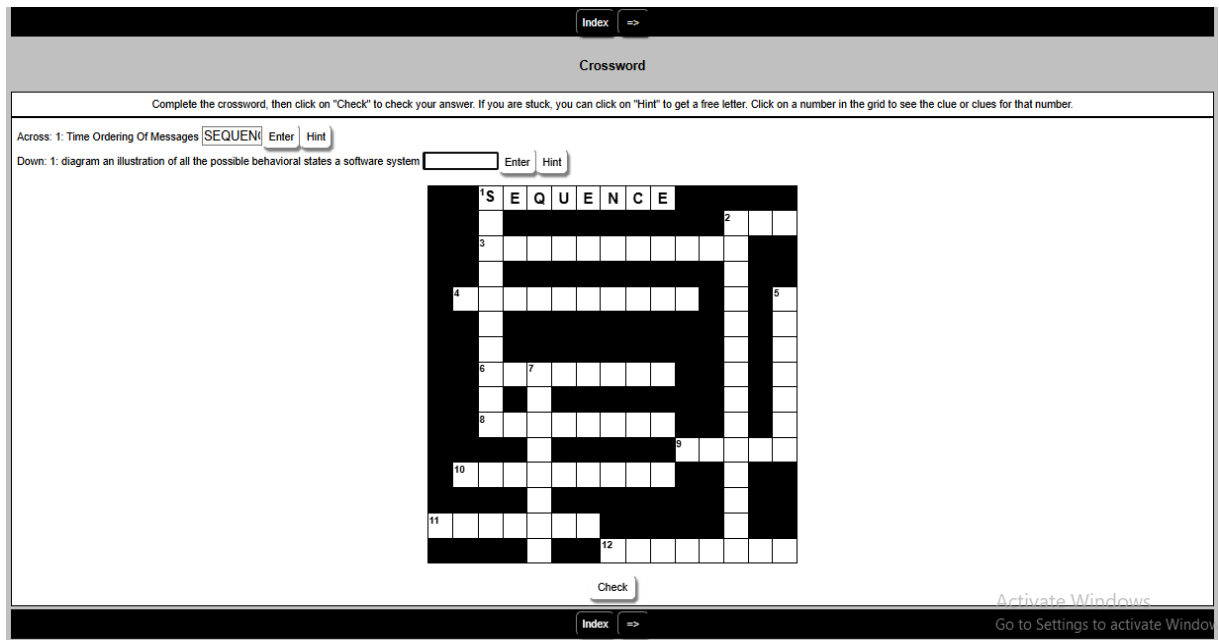 Index =>
Crossword
Complete the crossword, then click on "Check" to check your answer. If you are stuck, you can click on "Hint" to get a free letter. Click on a number in the grid to see the clue or clues for that number.
Across: 1: Time Ordering Of Messages SEQUEN Enter Hint
Down: 1: diagram an illustration of all the possible behavioral states a software system Enter Hint
1 S E Q U E N C E
2
3
4 5
6 7
8
9
10
11
12
Check
Activate Windows
Index =>
Go to Settings to activate Window